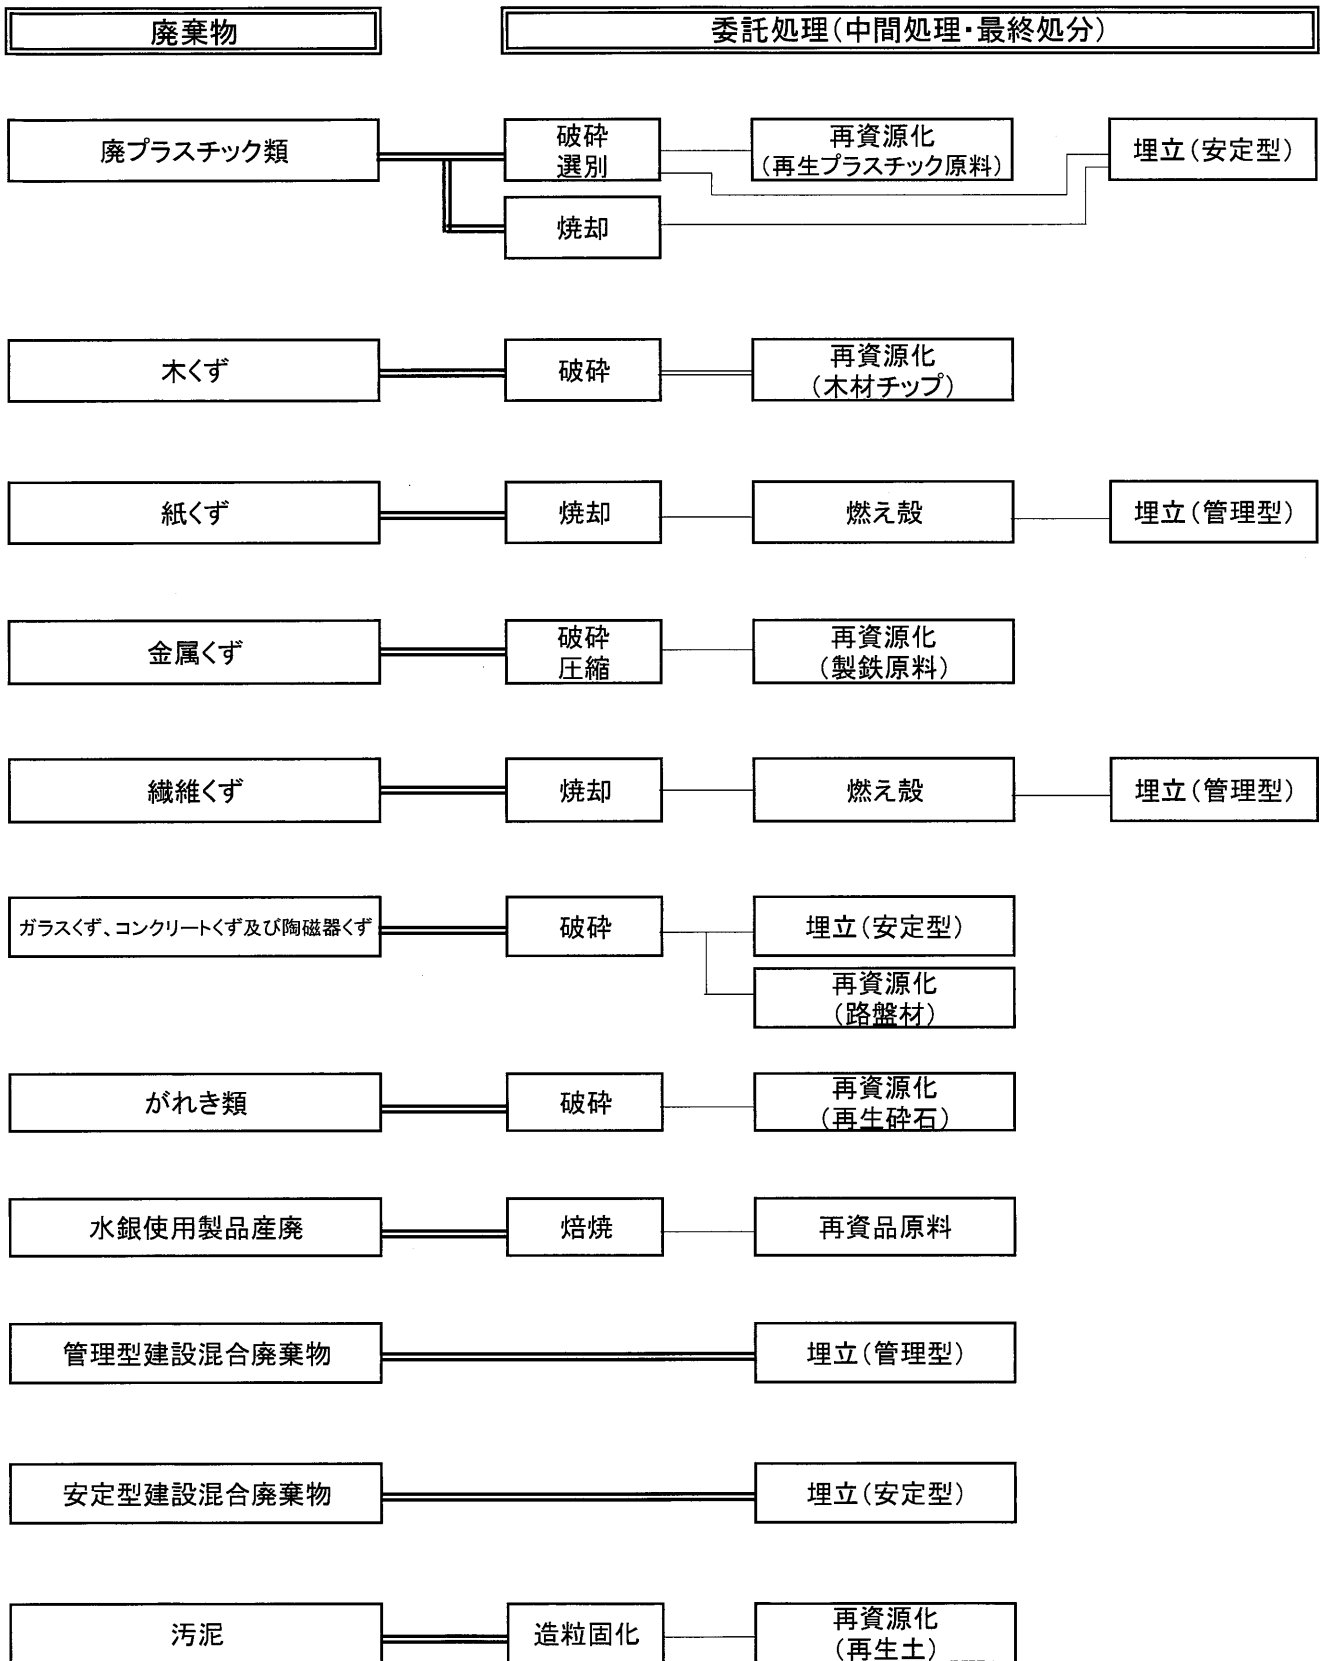 廃棄物
委託処理(中間処理・最終処分)
廃プラスチック類
破砕
選別
再資源化
(再生プラスチック原料)
埋立(安定型)
焼却
木くず
破砕
再資源化
(木材チップ)
紙くず
焼却
燃え殻
埋立(管理型)
金属くず
破砕
圧縮
再資源化
(製鉄原料)
繊維くず
焼却
燃え殻
埋立(管理型)
ガラスくず、コンクリートくず及び陶磁器くず
破砕
埋立(安定型)
再資源化
(路盤材)
がれき類
破砕
再資源化
(再生砕石)
水銀使用製品産廃
焙焼
再資品原料
管理型建設混合廃棄物
埋立(管理型)
安定型建設混合廃棄物
埋立(安定型)
汚泥
造粒固化
再資源化
(再生土)